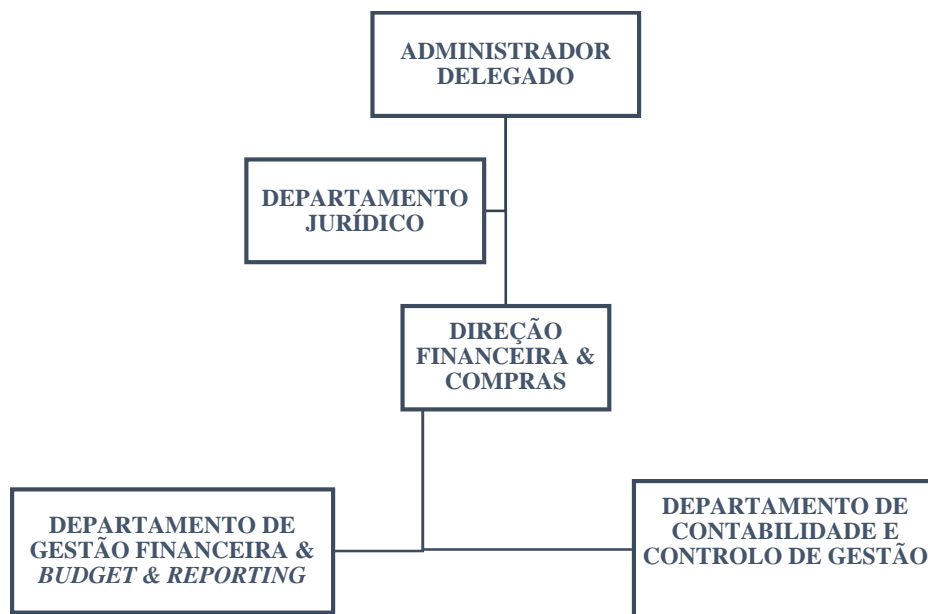 ADMINISTRADOR
DELEGADO
DEPARTAMENTO
JURÍDICO
DIREÇÃO
FINANCEIRA &
COMPRAS
DEPARTAMENTO DE
GESTÃO FINANCEIRA &
BUDGET & REPORTING
DEPARTAMENTO DE
CONTABILIDADE E
CONTROLO DE GESTÃO